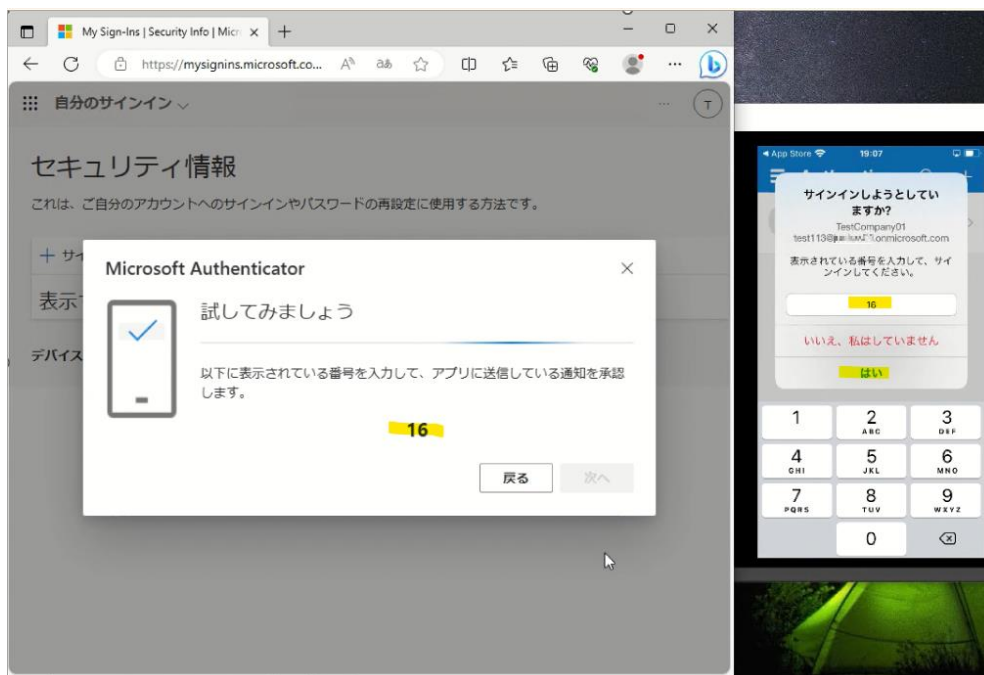 My Sign-Ins | Security Info | Micr
https://mysignins.microsoft.co...
自分のサインイン
T
セキュリティ情報
これは、ご自分のアカウントへのサインインやパスワードの再設定に使用する方法です。
+ サイ
表示
デバイス
Microsoft Authenticator
試してみましょう
以下に表示されている番号を入力して、アプリに送信している通知を承認
します。
16
戻る
次へ
App Store
19:07
サインインしようとしてい
ますか?
TestCompany01
test113@
onmicrosoft.com
表示されている番号を入力して、サイ
ンインしてください。
16
いいえ、私はしていません
はい
1
2
ABC
3
DEF
4
GHI
5
JKL
6
MNO
7
PQRS
8
TUV
9
WXYZ
0